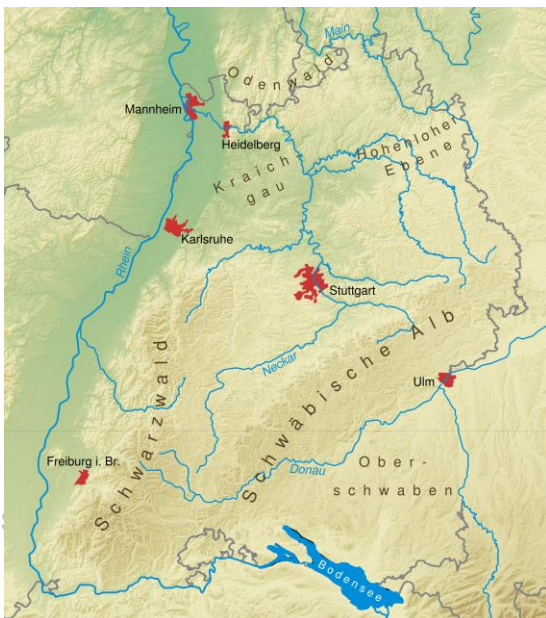 Main
Odenwald
Mannheim
Heidelberg
Hohenloher
Ebene
Kraich
gau
Karlsruhe
Rhein
Stuttgart
Neckar
Schwäbische Alb
Schwarzwald
Ulm
Freiburg i. Br.
Donau
Ober-
schwaben
Bodensee